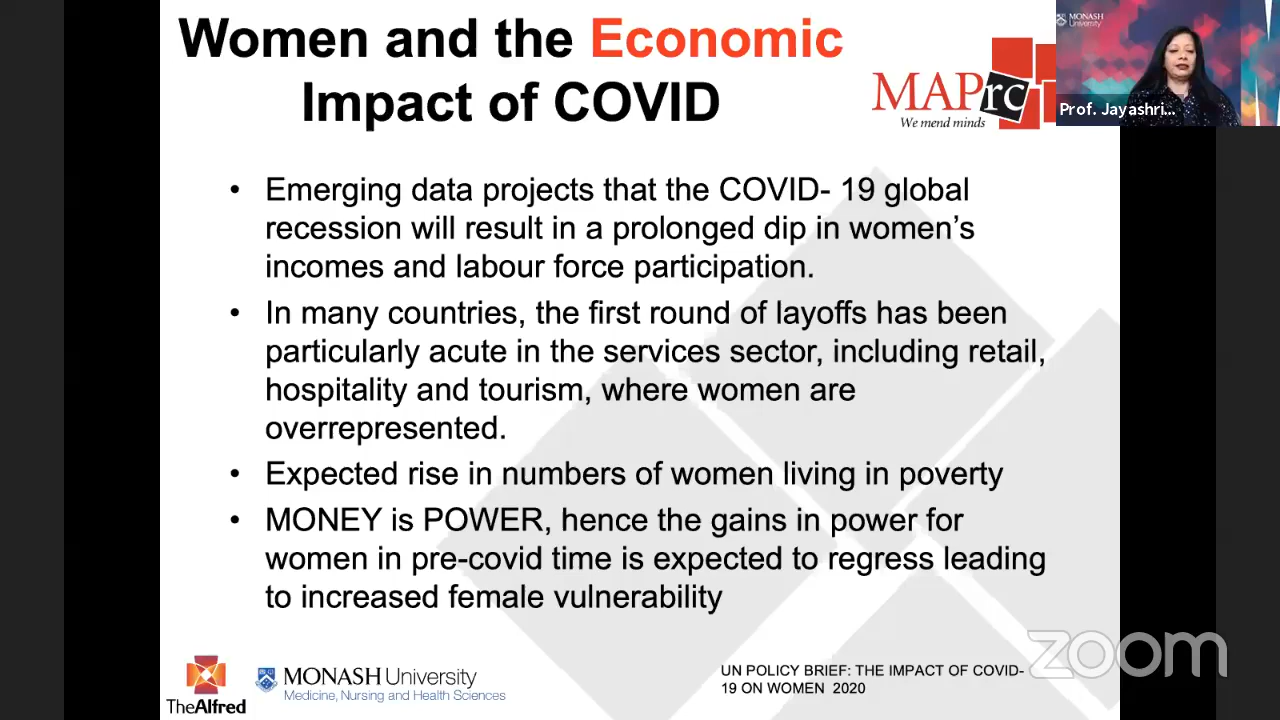 Women and the Economic
Impact of COVID
MAPrc
We mend minds
MONASH
University
Prof. Jayashri...
• Emerging data projects that the COVID- 19 global
recession will result in a prolonged dip in women’s
incomes and labour force participation.
• In many countries, the first round of layoffs has been
particularly acute in the services sector, including retail,
hospitality and tourism, where women are
overrepresented.
• Expected rise in numbers of women living in poverty
• MONEY is POWER, hence the gains in power for
women in pre-covid time is expected to regress leading
to increased female vulnerability
TheAlfred
MONASH University
Medicine, Nursing and Health Sciences
UN POLICY BRIEF: THE IMPACT OF COVID-
19 ON WOMEN 2020
zoom